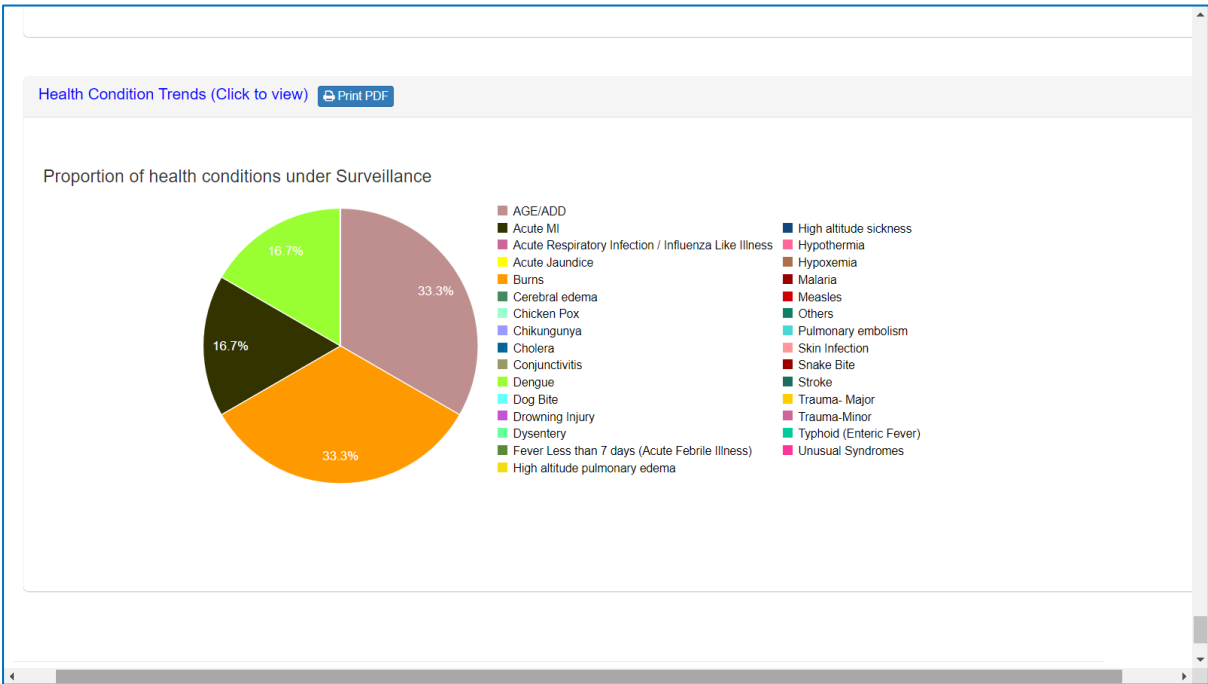 Health Condition Trends (Click to view) Print PDF
Proportion of health conditions under Surveillance
16.7%
33.3%
16.7%
33.3%
AGE/ADD
Acute MI
Acute Respiratory Infection / Influenza Like Illness
Acute Jaundice
Burns
Cerebral edema
Chicken Pox
Chikungunya
Cholera
Conjunctivitis
Dengue
Dog Bite
Drowning Injury
Dysentery
Fever Less than 7 days (Acute Febrile Illness)
High altitude pulmonary edema
High altitude sickness
Hypothermia
Hypoxemia
Malaria
Measles
Others
Pulmonary embolism
Skin Infection
Snake Bite
Stroke
Trauma- Major
Trauma-Minor
Typhoid (Enteric Fever)
Unusual Syndromes